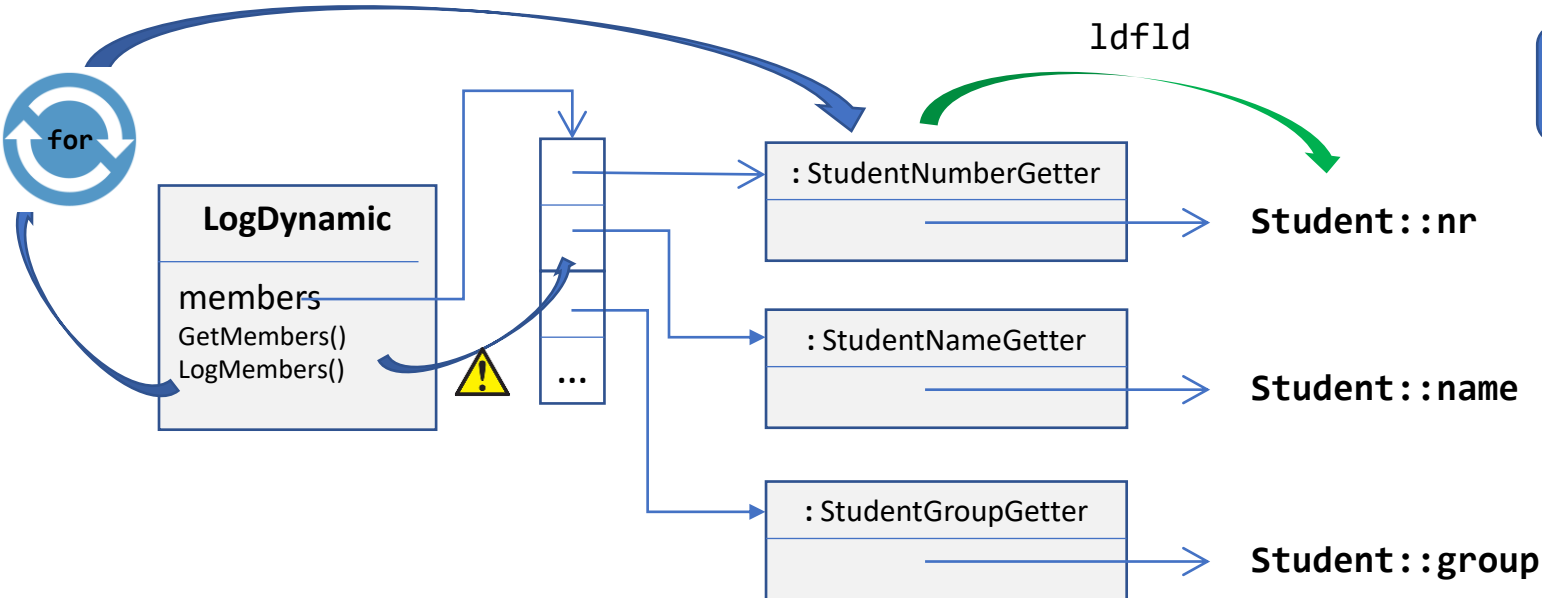 ldfld
for
: StudentNumberGetter
LogDynamic
Student::nr
members
GetMembers()
LogMembers()
: StudentNameGetter
...
Student::name
: StudentGroupGetter
Student::group